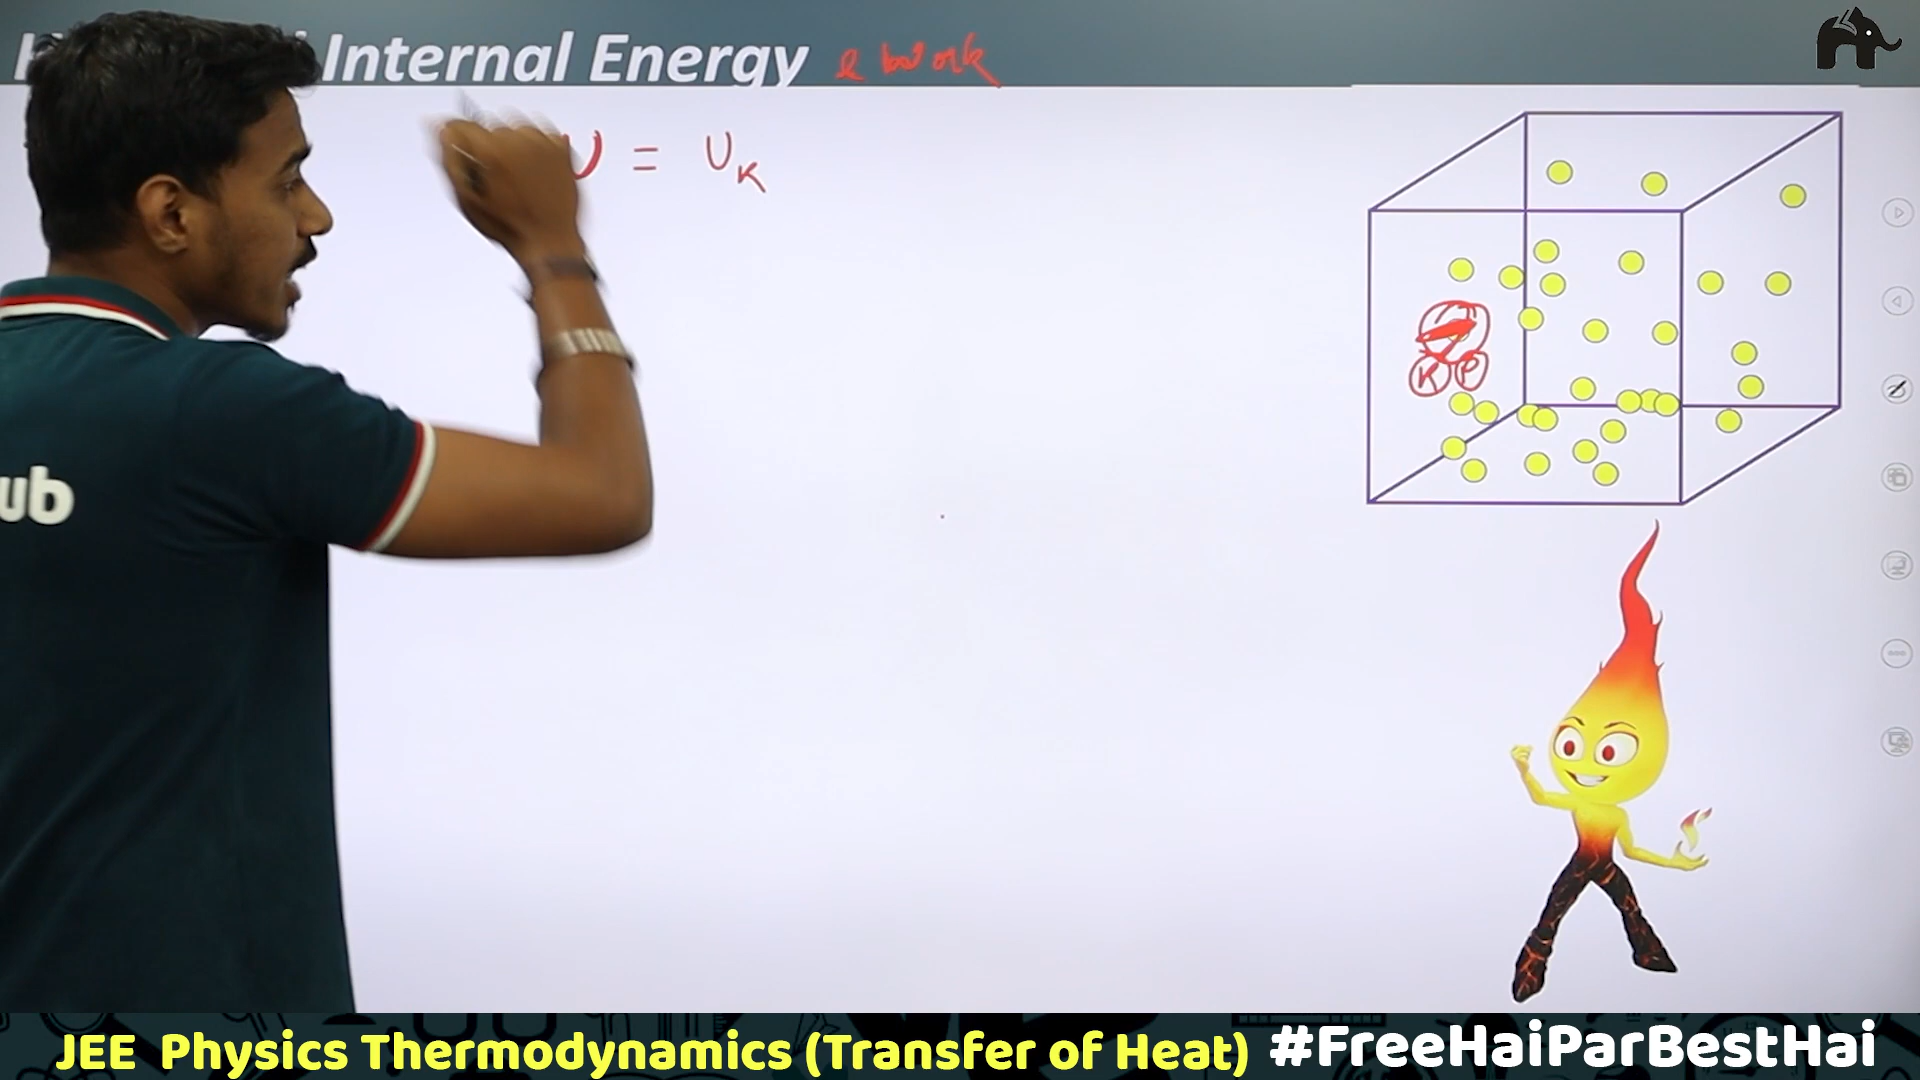 Internal Energy & work
U = U_K
K P
ub
JEE Physics Thermodynamics (Transfer of Heat) #FreeHaiParBestHai